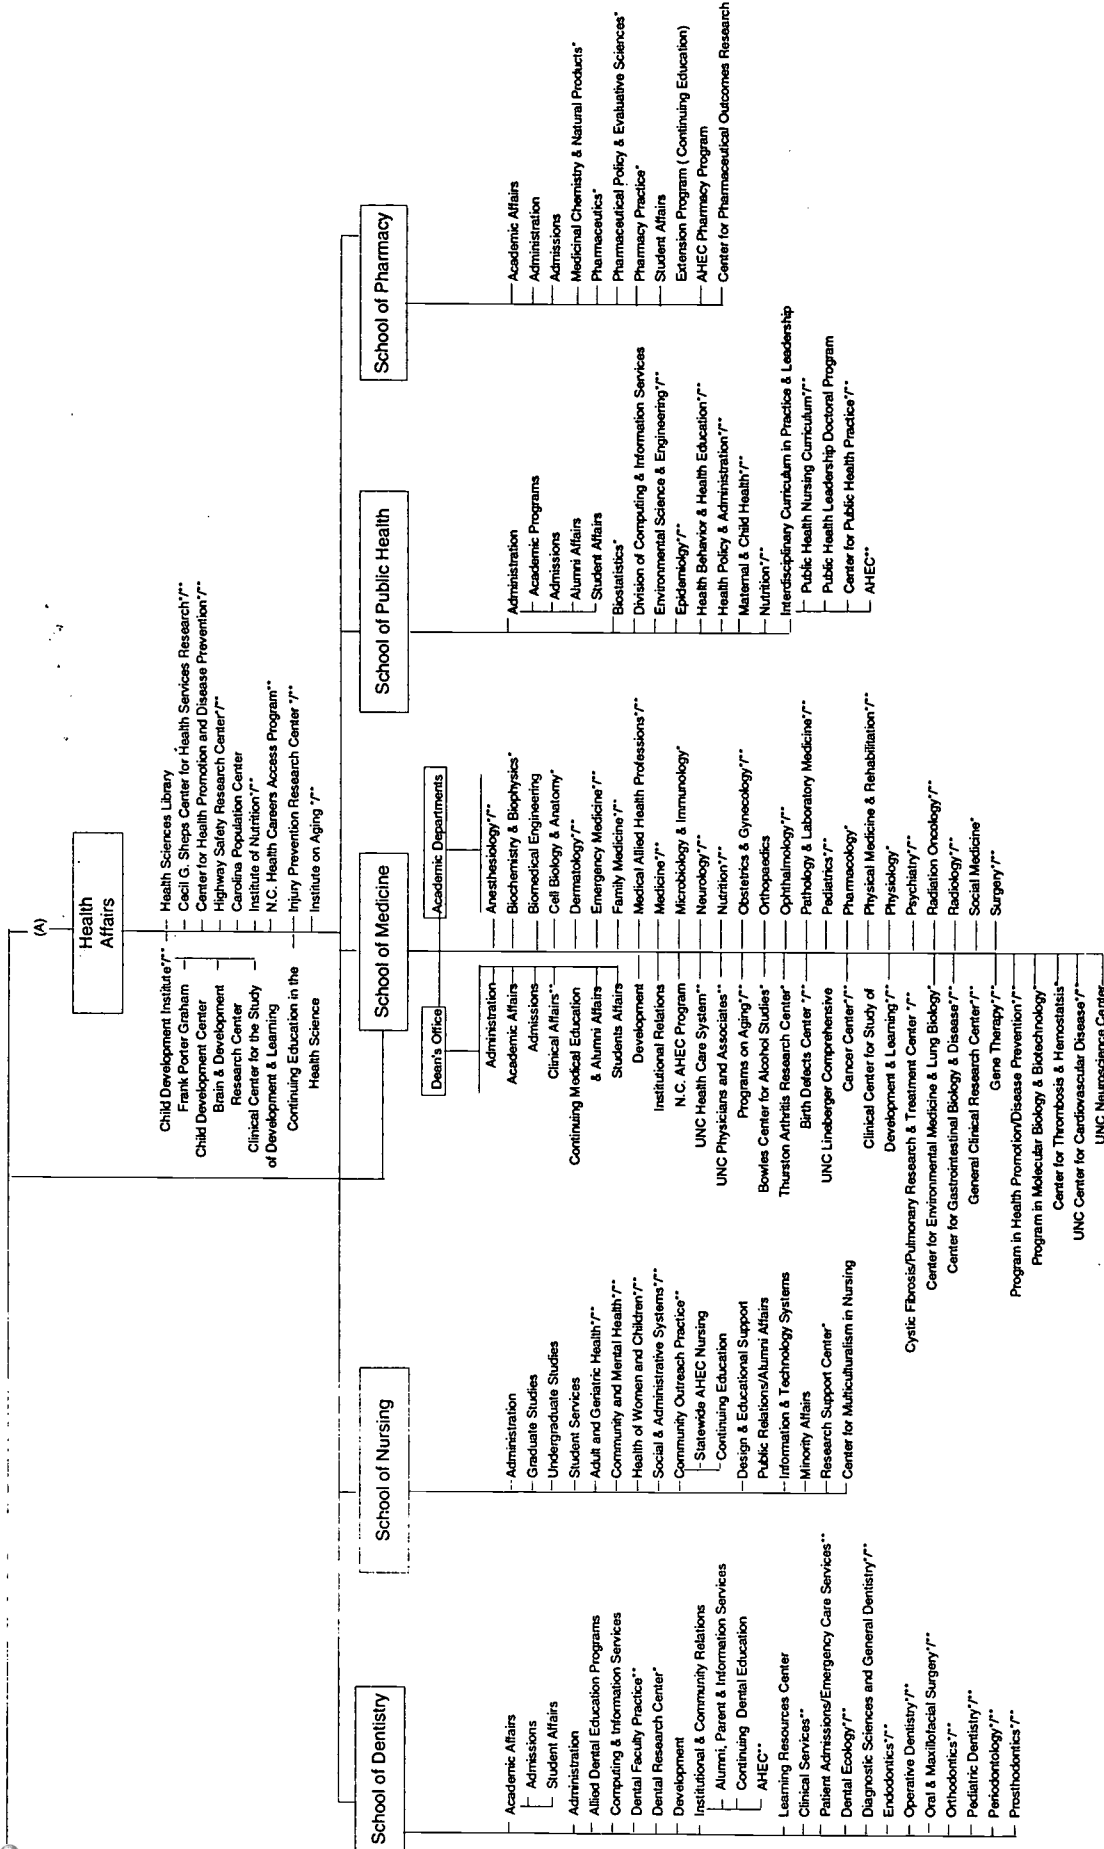 (A)
Health
Affairs
Child Development Institute*/**
Frank Porter Graham
Child Development Center
Brain & Development
Research Center
Clinical Center for the Study
of Development & Learning
Continuing Education in the
Health Science
Health Sciences Library
Cecil G. Sheps Center for Health Services Research*/**
Center for Health Promotion and Disease Prevention*/**
Highway Safety Research Center*/**
Carolina Population Center
Institute of Nutrition*/**
N.C. Health Careers Access Program**
Injury Prevention Research Center */**
Institute on Aging */**
School of Dentistry
Academic Affairs
Admissions
Student Affairs
Administration
Allied Dental Education Programs
Computing & Information Services
Dental Faculty Practice**
Dental Research Center*
Development
Institutional & Community Relations
Alumni, Parent & Information Services
Continuing Dental Education
AHEC**
Learning Resources Center
Clinical Services**
Patient Admissions/Emergency Care Services**
Dental Ecology*/**
Diagnostic Sciences and General Dentistry*/**
Endodontics*/**
Operative Dentistry*/**
Oral & Maxillofacial Surgery*/**
Orthodontics*/**
Pediatric Dentistry*/**
Periodontology*/**
Prosthodontics*/**
School of Nursing
Administration
Graduate Studies
Undergraduate Studies
Student Services
Adult and Geriatric Health*/**
Community and Mental Health*/**
Health of Women and Children*/**
Social & Administrative Systems*/**
Community Outreach Practice**
Statewide AHEC Nursing
Continuing Education
Design & Educational Support
Public Relations/Alumni Affairs
Information & Technology Systems
Minority Affairs
Research Support Center*
Center for Multiculturalism in Nursing
School of Medicine
Dean's Office
Administration
Academic Affairs
Admissions
Clinical Affairs**
Continuing Medical Education
& Alumni Affairs
Students Affairs
Development
Institutional Relations
N.C. AHEC Program
UNC Health Care System**
UNC Physicians and Associates**
Programs on Aging*/**
Bowles Center for Alcohol Studies*
Thurston Arthritis Research Center*
Birth Defects Center */**
UNC Lineberger Comprehensive
Cancer Center*/**
Clinical Center for Study of
Development & Learning*/**
Cystic Fibrosis/Pulmonary Research & Treatment Center */**
Center for Environmental Medicine & Lung Biology*
Center for Gastrointestinal Biology & Disease */**
General Clinical Research Center*/**
Gene Therapy*/**
Program in Health Promotion/Disease Prevention*/**
Program in Molecular Biology & Biotechnology*
Center for Thrombosis & Hemostatsis*
UNC Center for Cardiovascular Disease*/**
UNC Neuroscience Center
Academic Departments
Anesthesiology*/**
Biochemistry & Biophysics*
Biomedical Engineering
Cell Biology & Anatomy*
Dermatology*/**
Emergency Medicine*/**
Family Medicine*/**
Medical Allied Health Professions*/**
Medicine*/**
Microbiology & Immunology*
Neurology*/**
Nutrition*/**
Obstetrics & Gynecology*/**
Orthopaedics
Ophthalmology*/**
Pathology & Laboratory Medicine*/**
Pediatrics*/**
Pharmacology*
Physical Medicine & Rehabilitation*/**
Physiology*
Psychiatry*/**
Radiation Oncology*/**
Radiology*/**
Social Medicine*
Surgery*/**
School of Public Health
Administration
Academic Programs
Admissions
Alumni Affairs
Student Affairs
Biostatistics*
Division of Computing & Information Services
Environmental Science & Engineering*/**
Epidemiolgy*/**
Health Behavior & Health Education*/**
Health Policy & Administration*/**
Maternal & Child Health*/**
Nutrition*/**
Interdisciplinary Curriculum in Practice & Leadership
Public Health Nursing Curriculum*/**
Public Health Leadership Doctoral Program
Center for Public Health Practice*/**
AHEC**
School of Pharmacy
Academic Affairs
Administration
Admissions
Medicinal Chemistry & Natural Products*
Pharmaceutics*
Pharmaceutical Policy & Evaluative Sciences*
Pharmacy Practice*
Student Affairs
Extension Program ( Continuing Education)
AHEC Pharmacy Program
Center for Pharmaceutical Outcomes Research